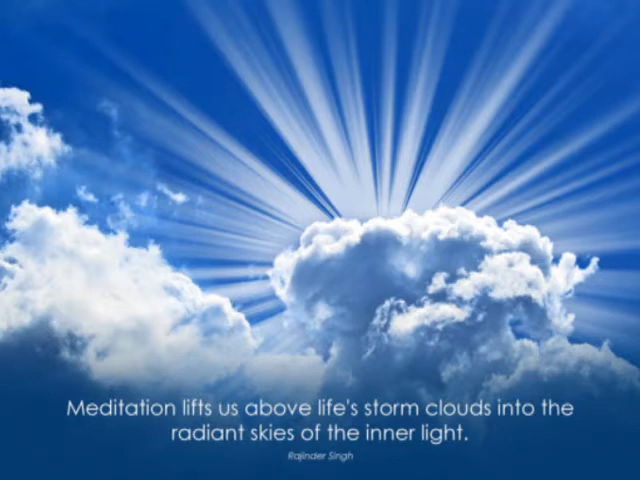 Meditation lifts us above life's storm clouds into the
radiant skies of the inner light.
Rajinder Singh